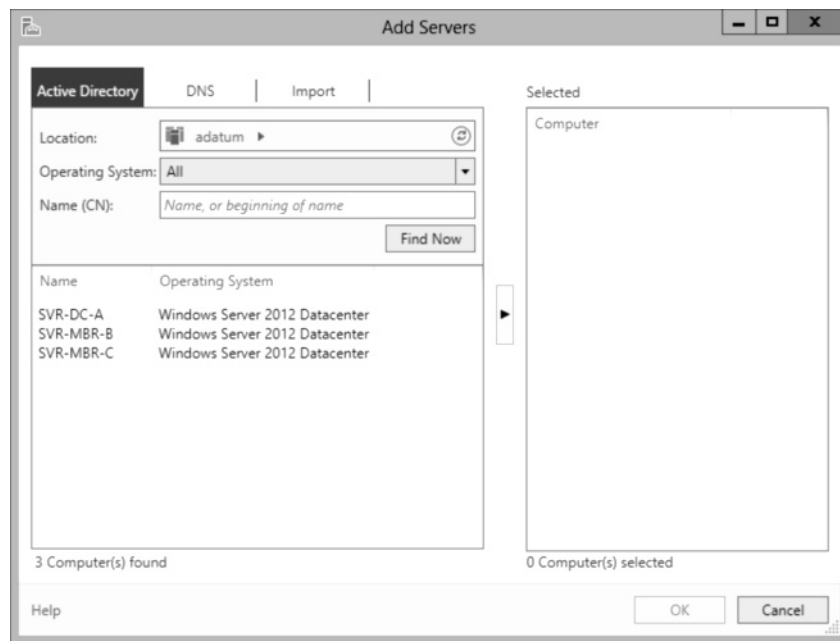 Add Servers
Active Directory
DNS
Import
Location:
adatum
Operating System:
All
Name (CN):
Name, or beginning of name
Find Now
Name Operating System
SVR-DC-A Windows Server 2012 Datacenter
SVR-MBR-B Windows Server 2012 Datacenter
SVR-MBR-C Windows Server 2012 Datacenter
3 Computer(s) found
Selected
Computer
0 Computer(s) selected
Help
OK
Cancel